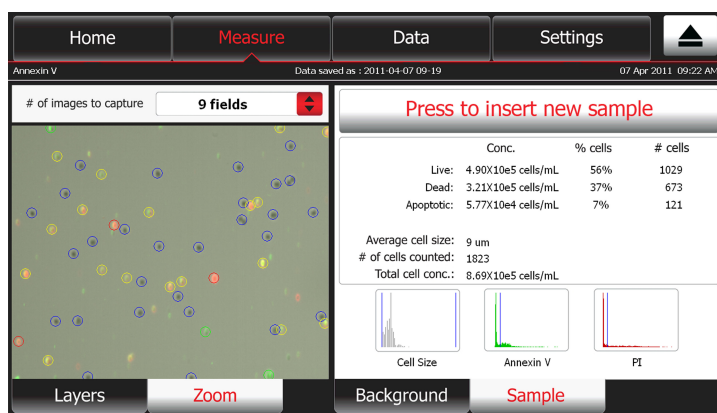 Home Measure Data Settings
Annexin V Data saved as : 2011-04-07 09-19 07 Apr 2011 09:22 AM
# of images to capture 9 fields
Press to insert new sample
Conc. % cells # cells
Live: 4.90X10e5 cells/mL 56% 1029
Dead: 3.21X10e5 cells/mL 37% 673
Apoptotic: 5.77X10e4 cells/mL 7% 121
Average cell size: 9 um
# of cells counted: 1823
Total cell conc.: 8.69X10e5 cells/mL
Cell Size Annexin V PI
Layers Zoom Background Sample